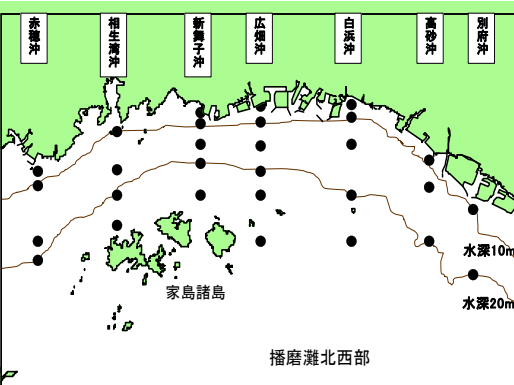 赤穂沖
相生湾沖
新舞子沖
広畑沖
白浜沖
高砂沖
別府沖
水深10m
水深20m
家島諸島
播磨灘北西部